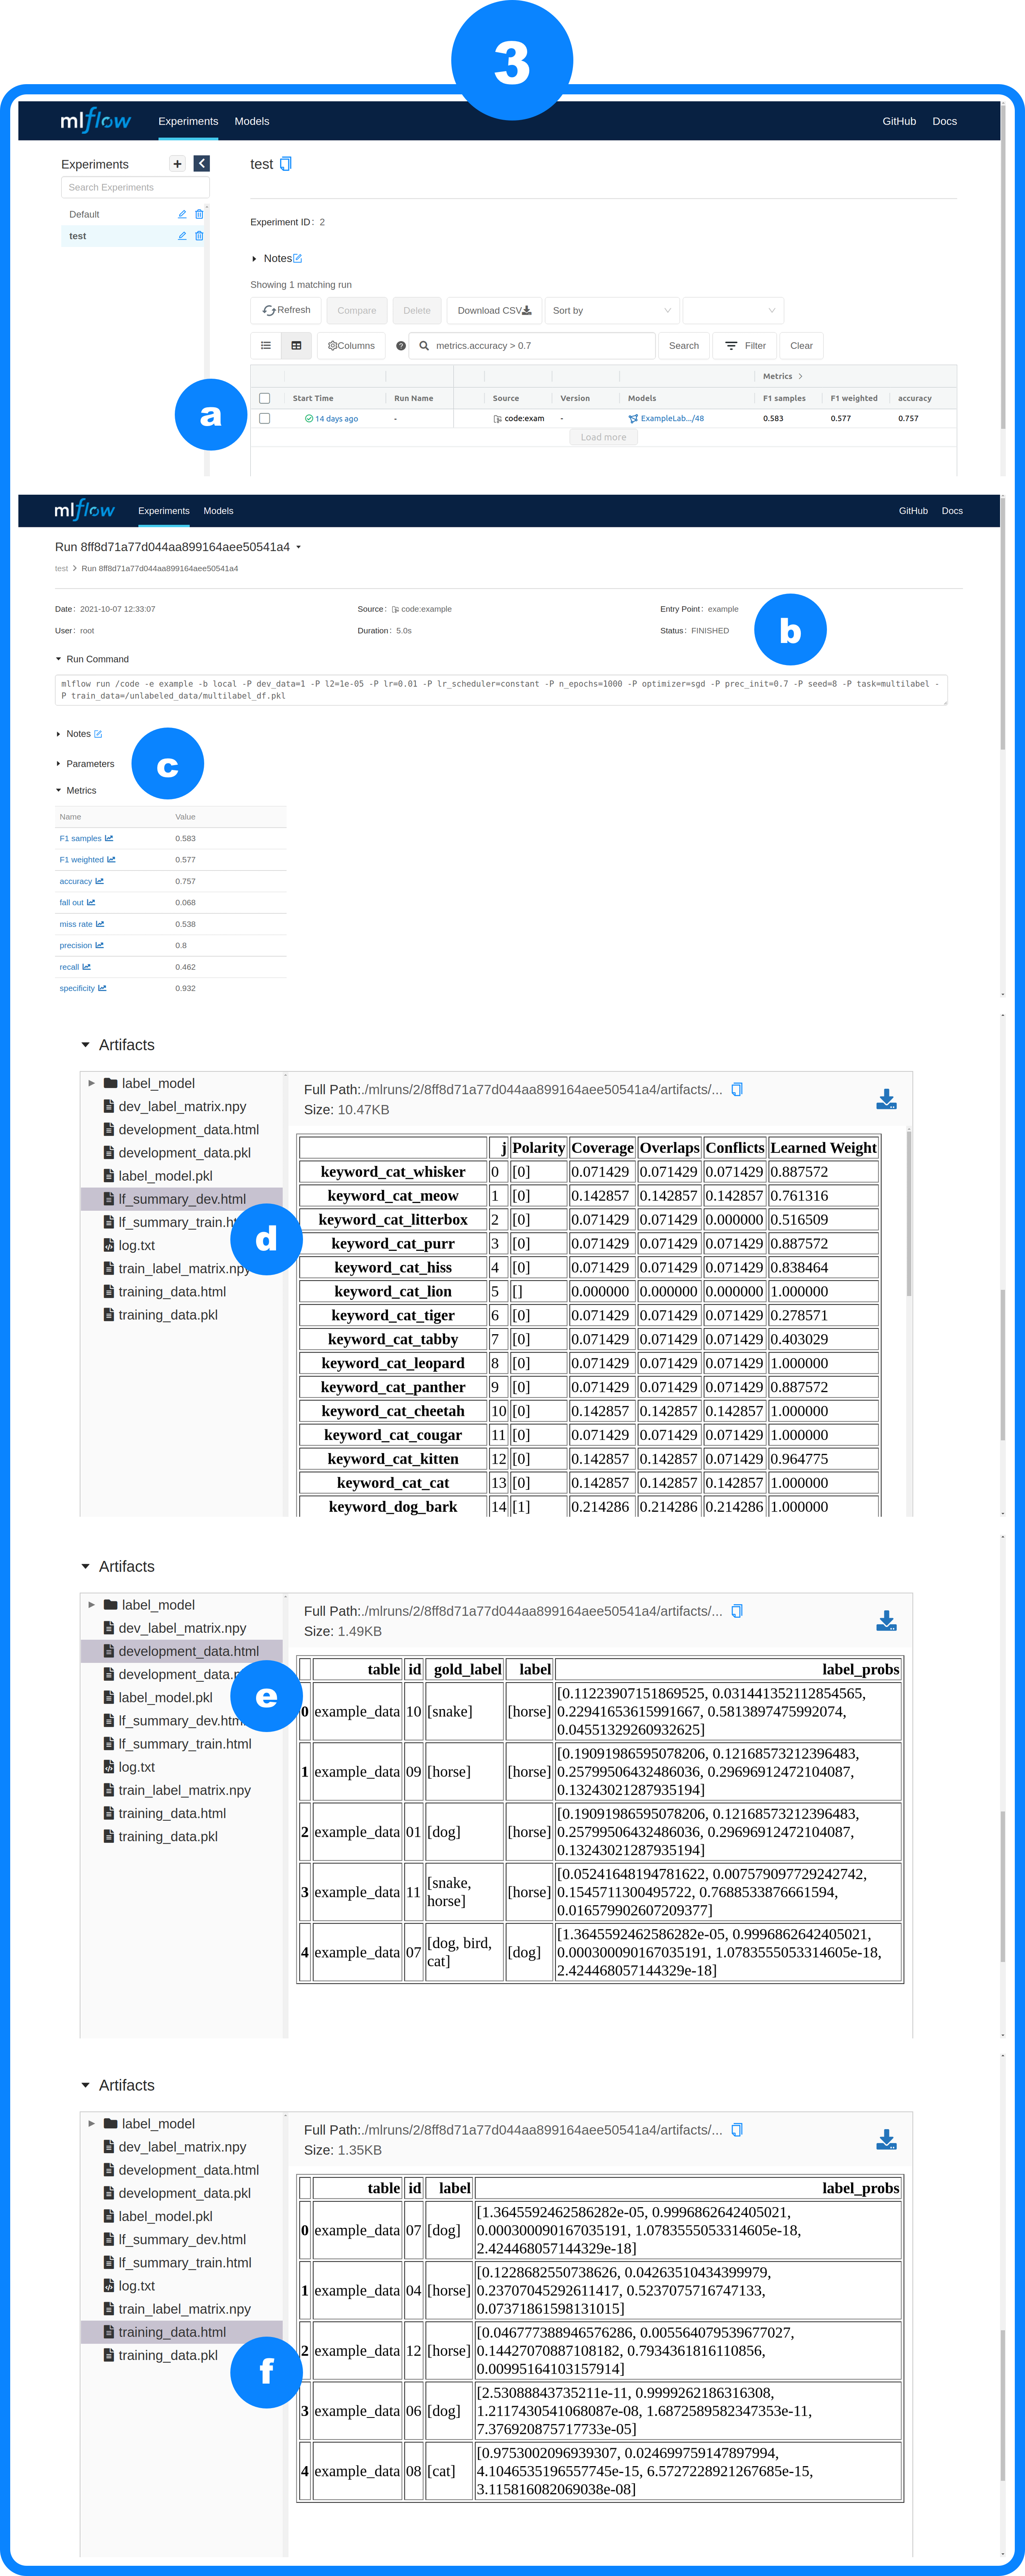 3
mlflow Experiments Models GitHub Docs
Experiments
Search Experiments
Default
test
test
Experiment ID: 2
Notes
Showing 1 matching run
Refresh Compare Delete Download CSV Sort by
Columns metrics.accuracy > 0.7 Search Filter Clear
Metrics
Start Time Run Name Source Version Models F1 samples F1 weighted accuracy
14 days ago - code:exam - ExampleLab.../48 0.583 0.577 0.757
Load more
a
mlflow Experiments Models GitHub Docs
Run 8ff8d71a77d044aa899164aee50541a4
test > Run 8ff8d71a77d044aa899164aee50541a4
Date: 2021-10-07 12:33:07 Source: code:example Entry Point: example
User: root Duration: 5.0s Status: FINISHED
b
Run Command
mlflow run /code -e example -b local -P dev_data=1 -P l2=1e-05 -P lr=0.01 -P lr_scheduler=constant -P n_epochs=1000 -P optimizer=sgd -P prec_init=0.7 -P seed=8 -P task=multilabel -
P train_data=/unlabeled_data/multilabel_df.pkl
Notes
Parameters
c
Metrics
Name Value
F1 samples 0.583
F1 weighted 0.577
accuracy 0.757
fall out 0.068
miss rate 0.538
precision 0.8
recall 0.462
specificity 0.932
Artifacts
label_model
dev_label_matrix.npy
development_data.html
development_data.pkl
label_model.pkl
lf_summary_dev.html
lf_summary_train.ht
log.txt
train_label_matrix.npy
training_data.html
training_data.pkl
d
Full Path:./mlruns/2/8ff8d71a77d044aa899164aee50541a4/artifacts/...
Size: 10.47KB
j Polarity Coverage Overlaps Conflicts Learned Weight
keyword_cat_whisker 0 [0] 0.071429 0.071429 0.071429 0.887572
keyword_cat_meow 1 [0] 0.142857 0.142857 0.142857 0.761316
keyword_cat_litterbox 2 [0] 0.071429 0.071429 0.000000 0.516509
keyword_cat_purr 3 [0] 0.071429 0.071429 0.071429 0.887572
keyword_cat_hiss 4 [0] 0.071429 0.071429 0.071429 0.838464
keyword_cat_lion 5 [] 0.000000 0.000000 0.000000 1.000000
keyword_cat_tiger 6 [0] 0.071429 0.071429 0.071429 0.278571
keyword_cat_tabby 7 [0] 0.071429 0.071429 0.071429 0.403029
keyword_cat_leopard 8 [0] 0.071429 0.071429 0.071429 1.000000
keyword_cat_panther 9 [0] 0.071429 0.071429 0.071429 0.887572
keyword_cat_cheetah 10 [0] 0.142857 0.142857 0.142857 1.000000
keyword_cat_cougar 11 [0] 0.071429 0.071429 0.071429 1.000000
keyword_cat_kitten 12 [0] 0.142857 0.142857 0.071429 0.964775
keyword_cat_cat 13 [0] 0.142857 0.142857 0.142857 1.000000
keyword_dog_bark 14 [1] 0.214286 0.214286 0.214286 1.000000
Artifacts
label_model
dev_label_matrix.npy
development_data.html
development_data.p
label_model.pkl
lf_summary_dev.htm
lf_summary_train.html
log.txt
train_label_matrix.npy
training_data.html
training_data.pkl
e
Full Path:./mlruns/2/8ff8d71a77d044aa899164aee50541a4/artifacts/...
Size: 1.49KB
table id gold_label label label_probs
0 example_data 10 [snake] [horse] [0.11223907151869525, 0.031441352112854565,
0.22941653615991667, 0.5813897475992074,
0.04551329260932625]
1 example_data 09 [horse] [horse] [0.19091986595078206, 0.12168573212396483,
0.25799506432486036, 0.29696912472104087,
0.13243021287935194]
2 example_data 01 [dog] [horse] [0.19091986595078206, 0.12168573212396483,
0.25799506432486036, 0.29696912472104087,
0.13243021287935194]
3 example_data 11 [snake, horse] [horse] [0.05241648194781622, 0.007579097729242742,
0.1545711300495722, 0.7688533876661594,
0.016579902607209377]
4 example_data 07 [dog, bird, cat] [dog] [1.3645592462586282e-05, 0.9996862642405021,
0.000300090167035191, 1.0783555053314605e-18,
2.424468057144329e-18]
Artifacts
label_model
dev_label_matrix.npy
development_data.html
development_data.pkl
label_model.pkl
lf_summary_dev.html
lf_summary_train.html
log.txt
train_label_matrix.npy
training_data.html
training_data.pkl
f
Full Path:./mlruns/2/8ff8d71a77d044aa899164aee50541a4/artifacts/...
Size: 1.35KB
table id label label_probs
0 example_data 07 [dog] [1.3645592462586282e-05, 0.9996862642405021,
0.000300090167035191, 1.0783555053314605e-18,
2.424468057144329e-18]
1 example_data 04 [horse] [0.1228682550738626, 0.04263510434399979,
0.23707045292611417, 0.5237075716747133,
0.07371861598131015]
2 example_data 12 [horse] [0.046777388946576286, 0.005564079539677027,
0.14427070887108182, 0.7934361816110856,
0.00995164103157914]
3 example_data 06 [dog] [2.53088843735211e-11, 0.9999262186316308,
1.2117430541068087e-08, 1.6872589582347353e-11,
7.376920875717733e-05]
4 example_data 08 [cat] [0.9753002096939307, 0.024699759147897994,
4.1046535196557745e-15, 6.5727228921267685e-15,
3.115816082069038e-08]